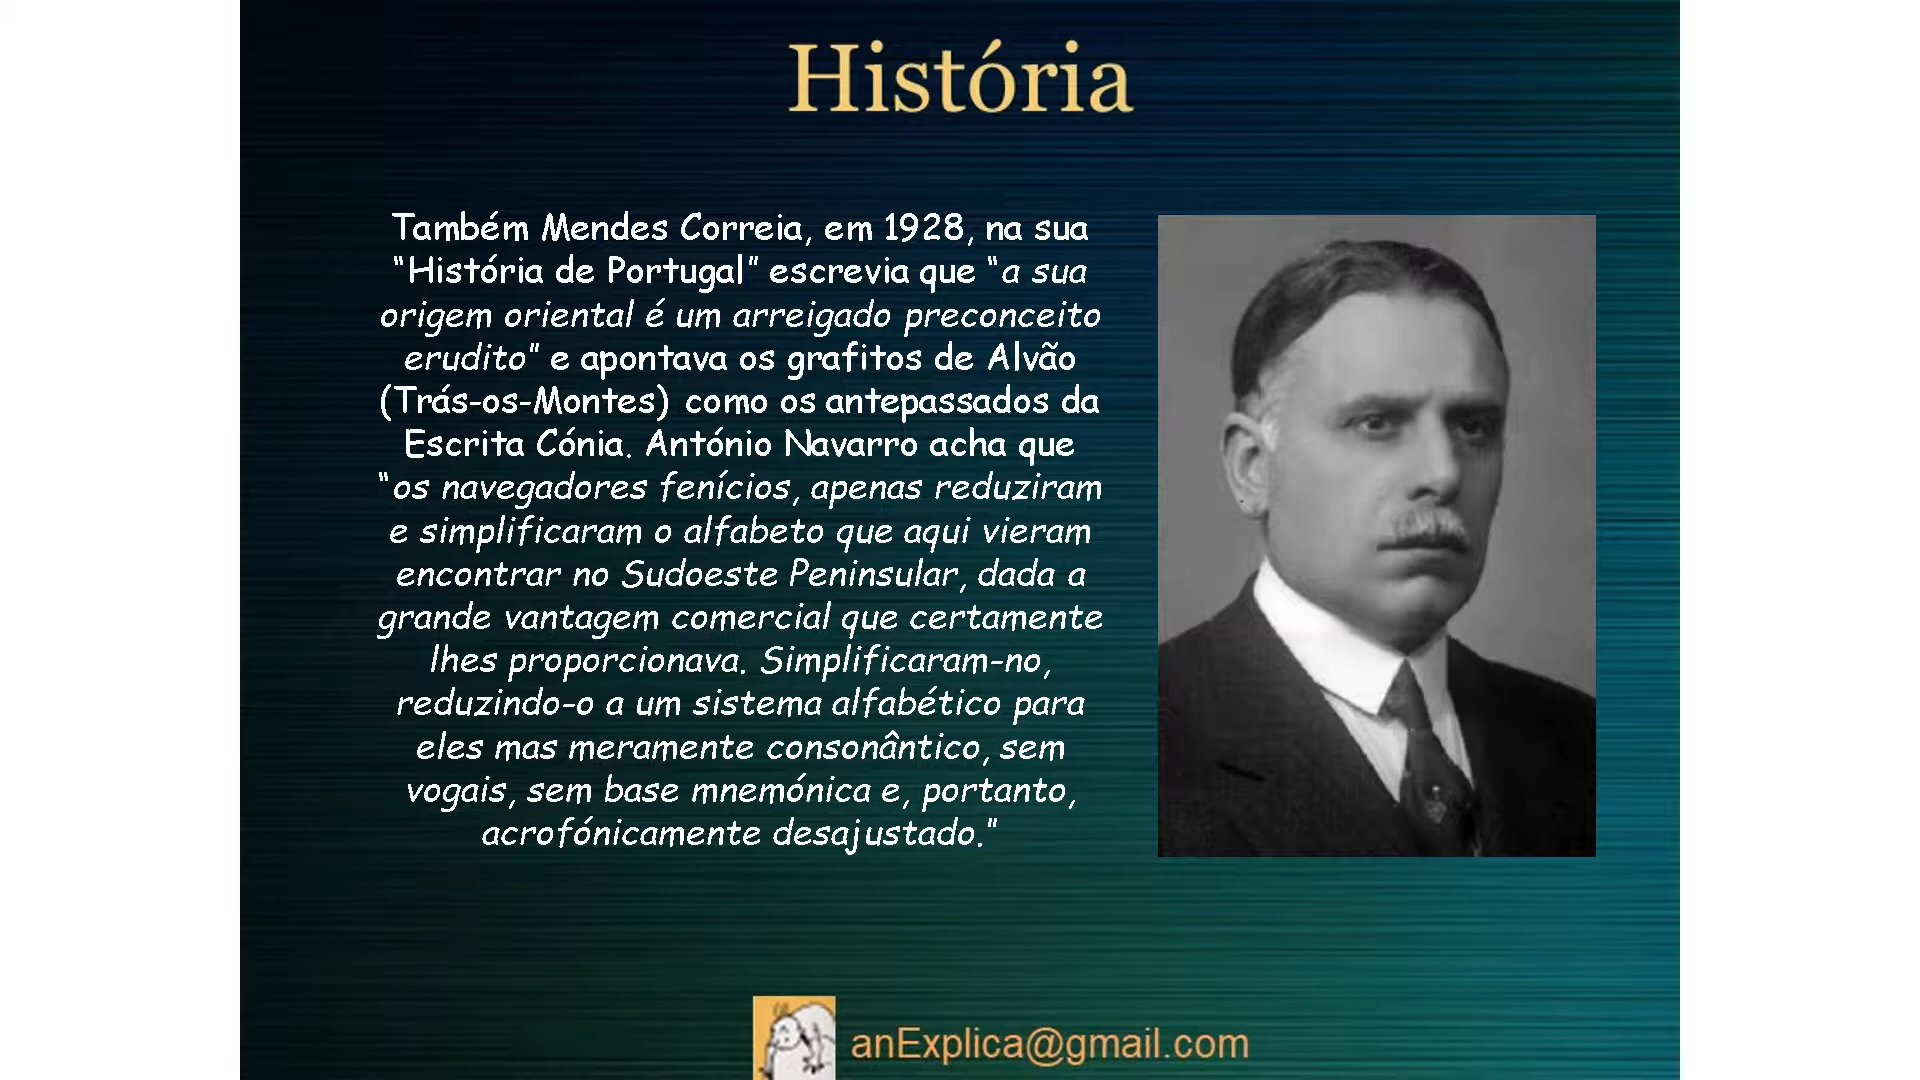 História
Também Mendes Correia, em 1928, na sua
“História de Portugal” escrevia que “a sua
origem oriental é um arreigado preconceito
erudito” e apontava os grafitos de Alvão
(Trás-os-Montes) como os antepassados da
Escrita Cónia. António Navarro acha que
“os navegadores fenícios, apenas reduziram
e simplificaram o alfabeto que aqui vieram
encontrar no Sudoeste Peninsular, dada a
grande vantagem comercial que certamente
lhes proporcionava. Simplificaram-no,
reduzindo-o a um sistema alfabético para
eles mas meramente consonântico, sem
vogais, sem base mnemónica e, portanto,
acrofónicamente desajustado.”
anExplica@gmail.com